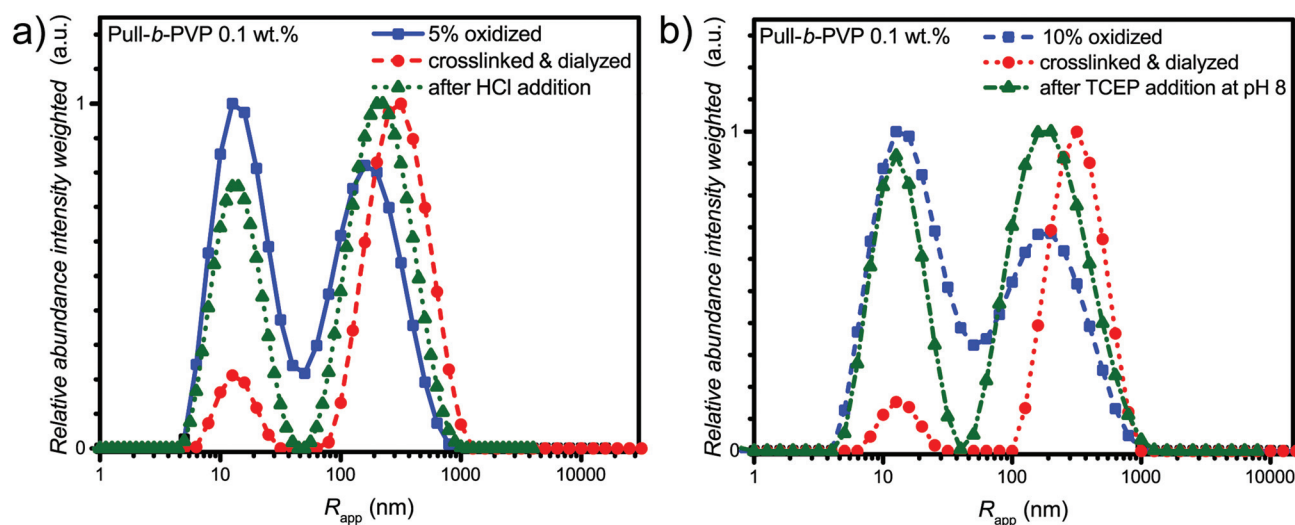 a)
Pull-b-PVP 0.1 wt.%
5% oxidized
crosslinked & dialyzed
after HCl addition
Relative abundance intensity weighted (a.u.)
1
0
1 10 100 1000 10000
Rapp (nm)
b)
Pull-b-PVP 0.1 wt.%
10% oxidized
crosslinked & dialyzed
after TCEP addition at pH 8
Relative abundance intensity weighted (a.u.)
1
0
1 10 100 1000 10000
Rapp (nm)